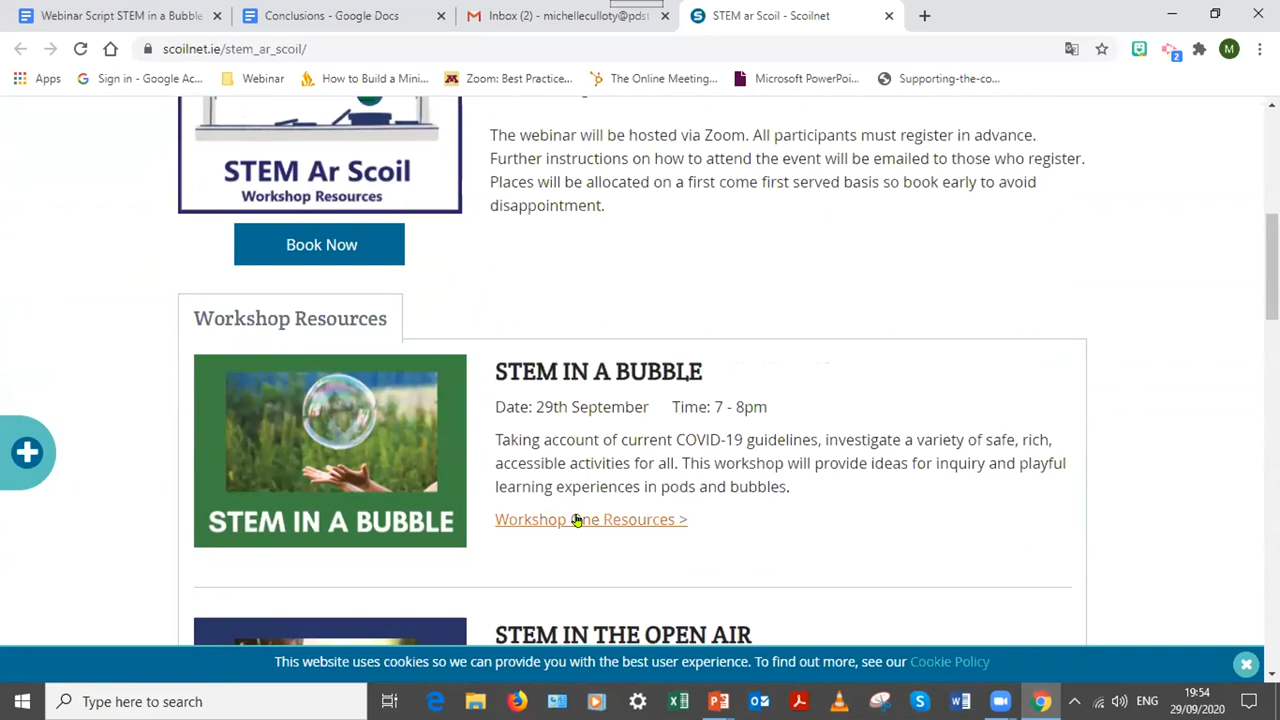 Webinar Script STEM in a Bubble
Conclusions - Google Docs
Inbox (2) - michelleculloty@pdst
STEM ar Scoil - Scoilnet
scoilnet.ie/stem_ar_scoil/
M
2
Apps
Sign in - Google Ac...
Webinar
How to Build a Mini...
Zoom: Best Practice...
The Online Meeting...
Microsoft PowerPoi...
Supporting-the-co...
The webinar will be hosted via Zoom. All participants must register in advance.
Further instructions on how to attend the event will be emailed to those who register.
Places will be allocated on a first come first served basis so book early to avoid
disappointment.
STEM Ar Scoil
Workshop Resources
Book Now
Workshop Resources
STEM IN A BUBBLE
STEM IN A BUBBLE
Date: 29th September Time: 7 - 8pm
Taking account of current COVID-19 guidelines, investigate a variety of safe, rich,
accessible activities for all. This workshop will provide ideas for inquiry and playful
learning experiences in pods and bubbles.
Workshop One Resources >
STEM IN THE OPEN AIR
This website uses cookies so we can provide you with the best user experience. To find out more, see our Cookie Policy
Type here to search
ENG
19:54
29/09/2020